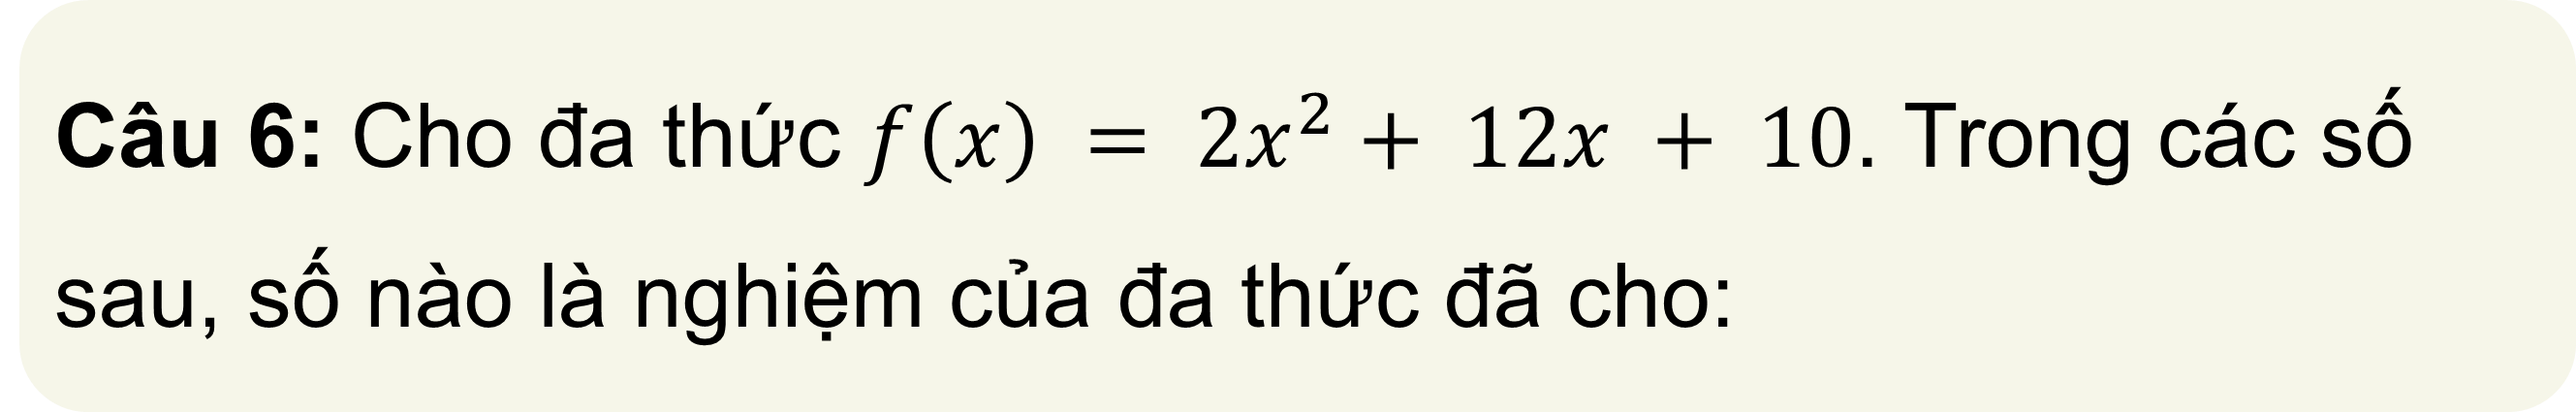 Câu 6: Cho đa thức f(x) = 2x² + 12x + 10. Trong các số
sau, số nào là nghiệm của đa thức đã cho: